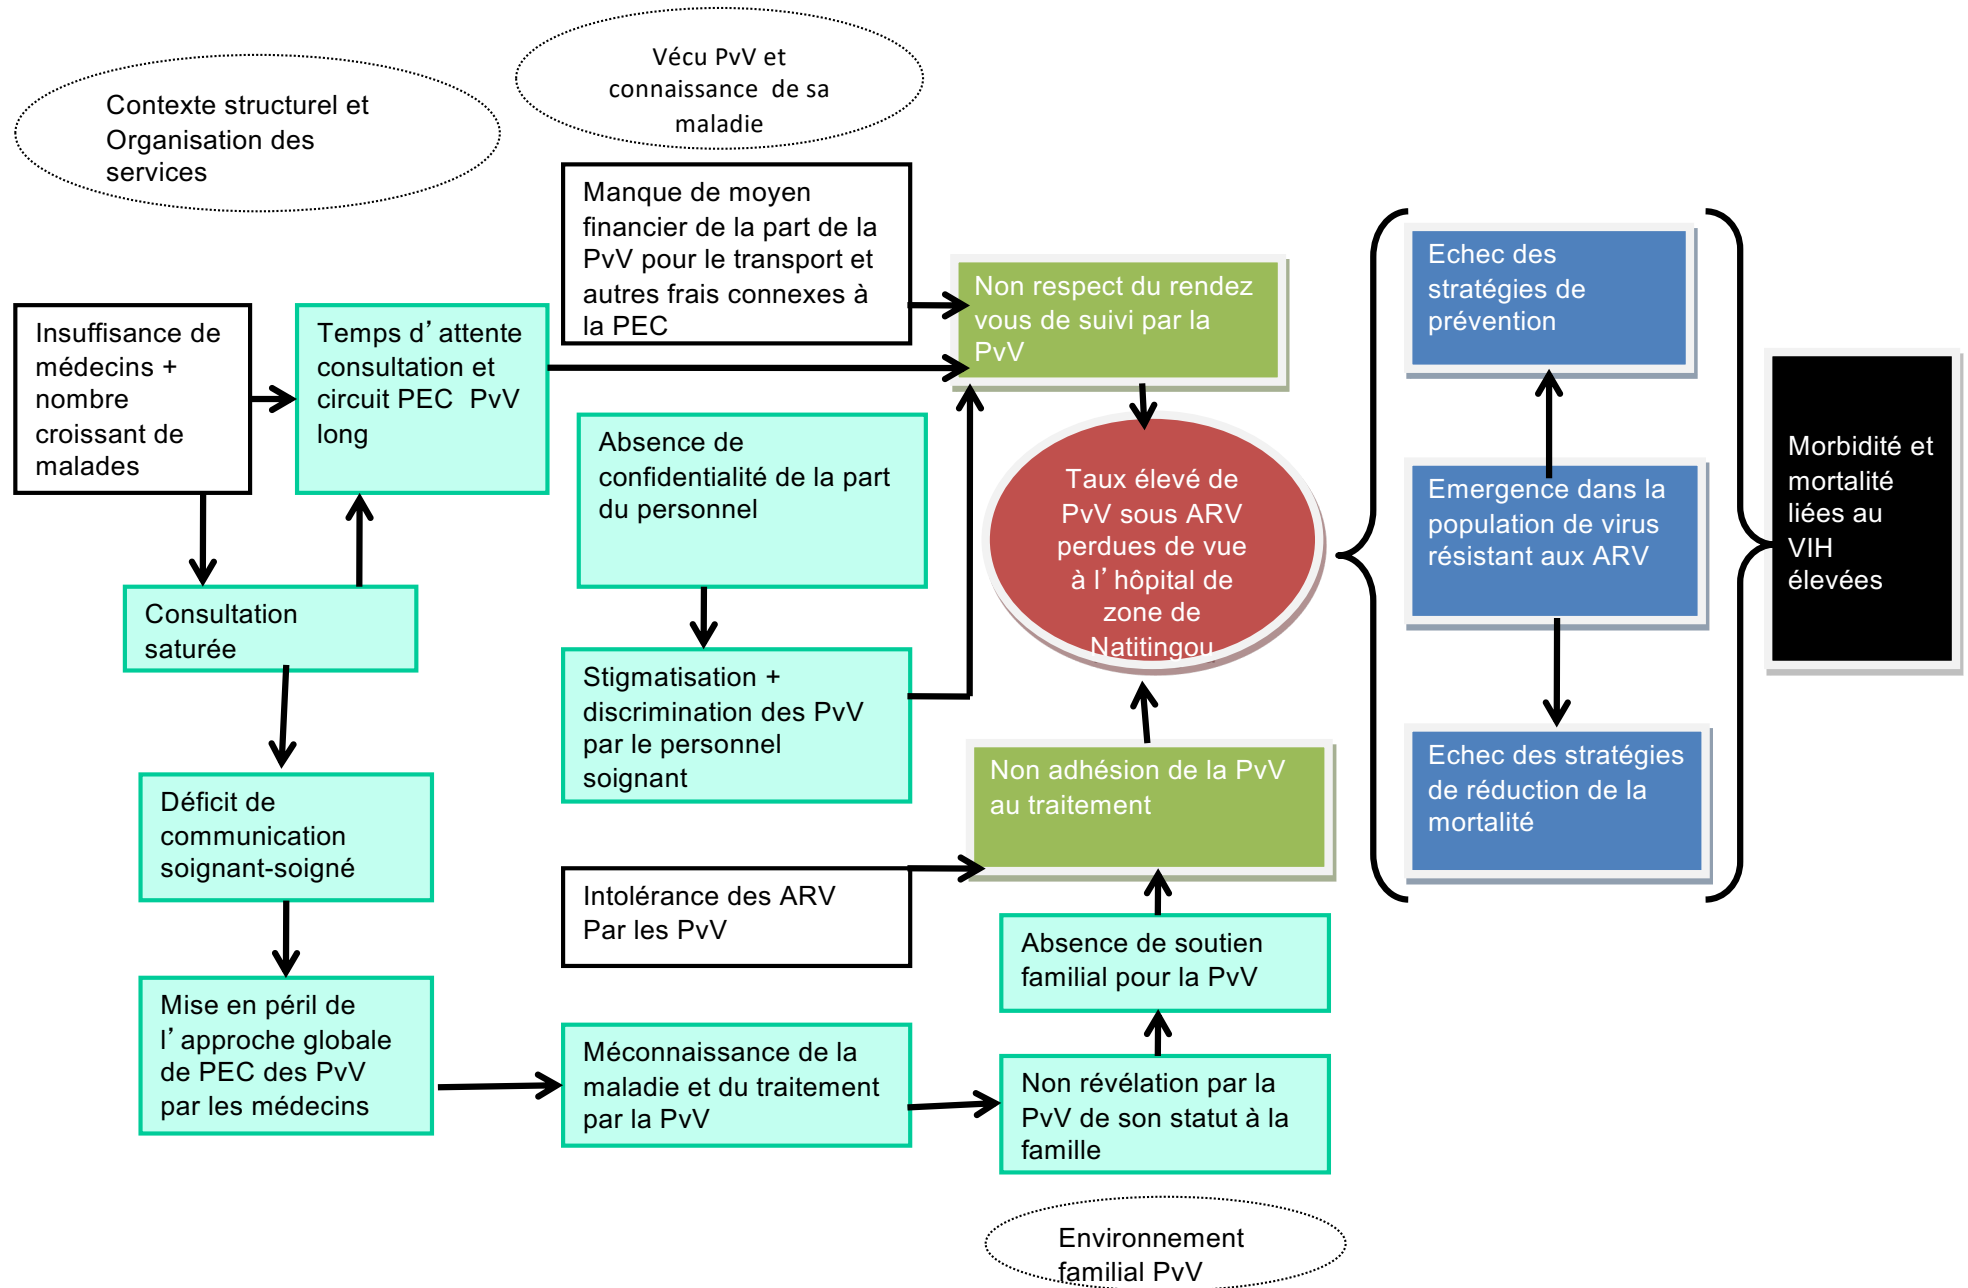 Contexte structurel et
Organisation des
services
Vécu PvV et
connaissance de sa
maladie
Manque de moyen
financier de la part de la
PvV pour le transport et
autres frais connexes à
la PEC
Insuffisance de
médecins +
nombre
croissant de
malades
Temps d’attente
consultation et
circuit PEC PvV
long
Non respect du rendez
vous de suivi par la
PvV
Absence de
confidentialité de la part
du personnel
Consultation
saturée
Stigmatisation +
discrimination des PvV
par le personnel
soignant
Taux élevé de
PvV sous ARV
perdues de vue
à l’hôpital de
zone de
Natitingou
Déficit de
communication
soignant-soigné
Non adhésion de la PvV
au traitement
Intolérance des ARV
Par les PvV
Absence de soutien
familial pour la PvV
Mise en péril de
l’approche globale
de PEC des PvV
par les médecins
Méconnaissance de la
maladie et du traitement
par la PvV
Non révélation par la
PvV de son statut à la
famille
Environnement
familial PvV
Echec des
stratégies de
prévention
Emergence dans la
population de virus
résistant aux ARV
Echec des stratégies
de réduction de la
mortalité
Morbidité et
mortalité
liées au
VIH
élevées